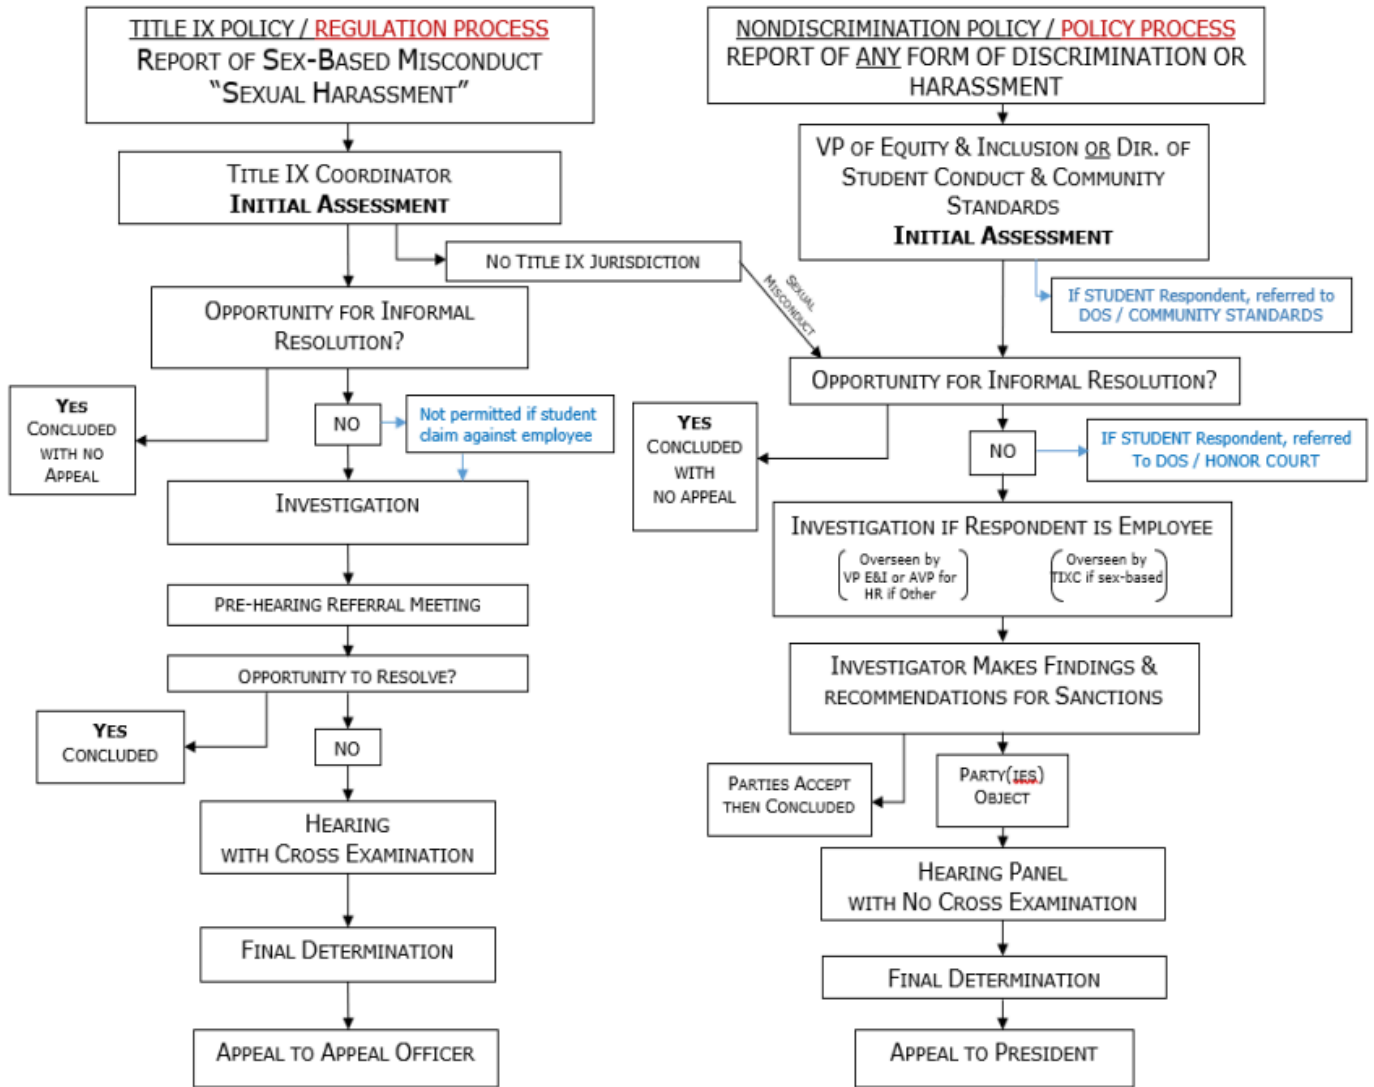 TITLE IX POLICY / REGULATION PROCESS
REPORT OF SEX-BASED MISCONDUCT
“SEXUAL HARASSMENT”
TITLE IX COORDINATOR
INITIAL ASSESSMENT
NO TITLE IX JURISDICTION
SEXUAL
MISCONDUCT
OPPORTUNITY FOR INFORMAL
RESOLUTION?
YES
CONCLUDED
WITH NO
APPEAL
NO
Not permitted if student
claim against employee
INVESTIGATION
PRE-HEARING REFERRAL MEETING
OPPORTUNITY TO RESOLVE?
YES
CONCLUDED
NO
HEARING
WITH CROSS EXAMINATION
FINAL DETERMINATION
APPEAL TO APPEAL OFFICER
NONDISCRIMINATION POLICY / POLICY PROCESS
REPORT OF ANY FORM OF DISCRIMINATION OR
HARASSMENT
VP OF EQUITY & INCLUSION OR DIR. OF
STUDENT CONDUCT & COMMUNITY
STANDARDS
INITIAL ASSESSMENT
If STUDENT Respondent, referred to
DOS / COMMUNITY STANDARDS
OPPORTUNITY FOR INFORMAL RESOLUTION?
YES
CONCLUDED
WITH
NO APPEAL
NO
IF STUDENT Respondent, referred
To DOS / HONOR COURT
INVESTIGATION IF RESPONDENT IS EMPLOYEE
Overseen by
VP E&I or AVP for
HR if Other
Overseen by
TIXC if sex-based
INVESTIGATOR MAKES FINDINGS &
RECOMMENDATIONS FOR SANCTIONS
PARTIES ACCEPT
THEN CONCLUDED
PARTY(IES)
OBJECT
HEARING PANEL
WITH NO CROSS EXAMINATION
FINAL DETERMINATION
APPEAL TO PRESIDENT